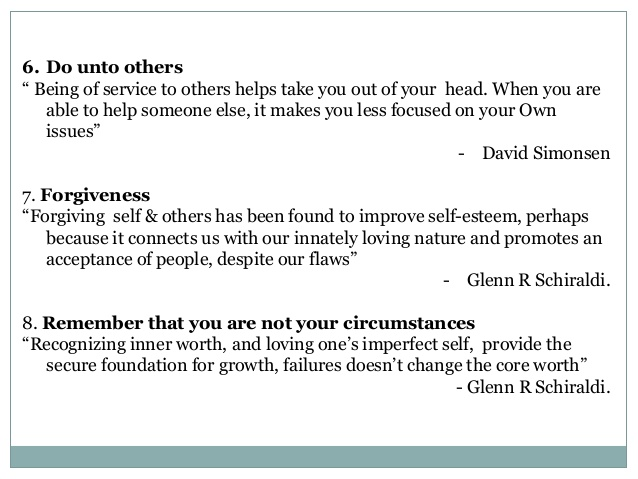 6. Do unto others
“ Being of service to others helps take you out of your head. When you are
able to help someone else, it makes you less focused on your Own
issues”
- David Simonsen
7. Forgiveness
“Forgiving self & others has been found to improve self-esteem, perhaps
because it connects us with our innately loving nature and promotes an
acceptance of people, despite our flaws”
- Glenn R Schiraldi.
8. Remember that you are not your circumstances
“Recognizing inner worth, and loving one’s imperfect self, provide the
secure foundation for growth, failures doesn’t change the core worth”
- Glenn R Schiraldi.